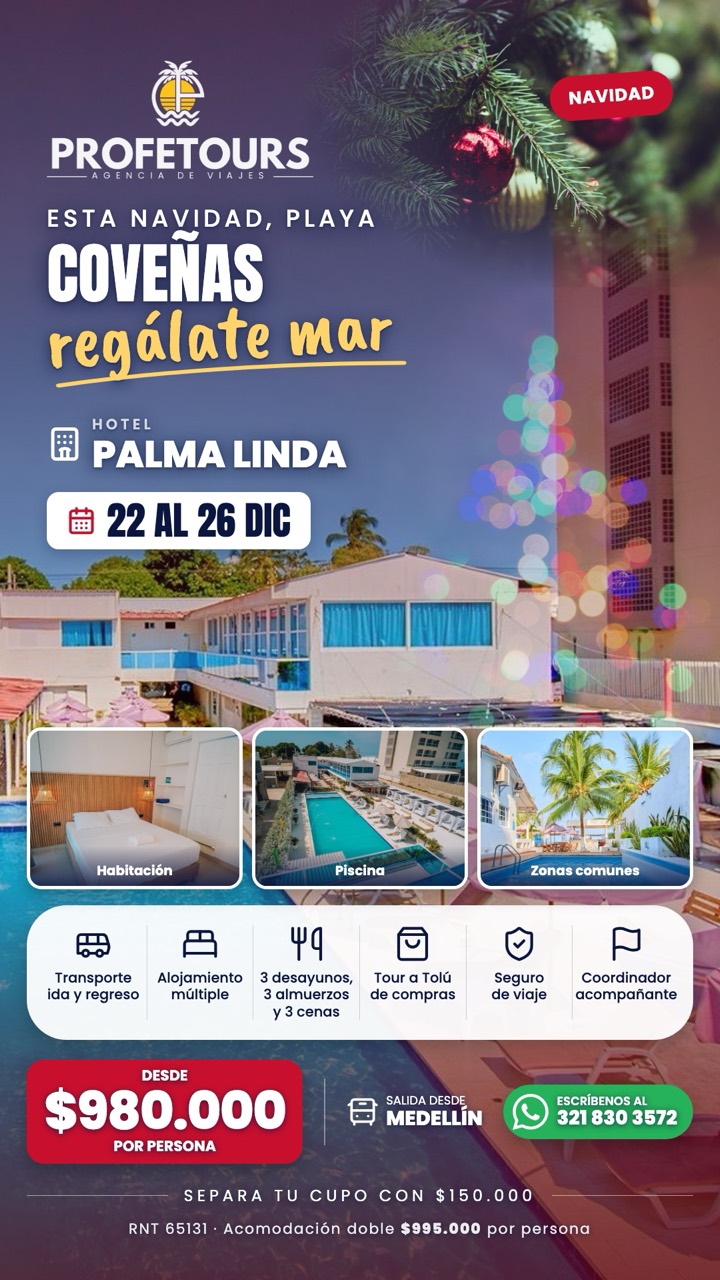 NAVIDAD
PROFETOURS
AGENCIA DE VIAJES
ESTA NAVIDAD, PLAYA
COVEÑAS
regálate mar
HOTEL
PALMA LINDA
22 AL 26 DIC
Habitación
Piscina
Zonas comunes
Transporte
ida y regreso
Alojamiento
múltiple
3 desayunos,
3 almuerzos
y 3 cenas
Tour a Tolú
de compras
Seguro
de viaje
Coordinador
acompañante
DESDE
$980.000
POR PERSONA
SALIDA DESDE
MEDELLÍN
ESCRÍBENOS AL
321 830 3572
SEPARA TU CUPO CON $150.000
RNT 65131 · Acomodación doble $995.000 por persona